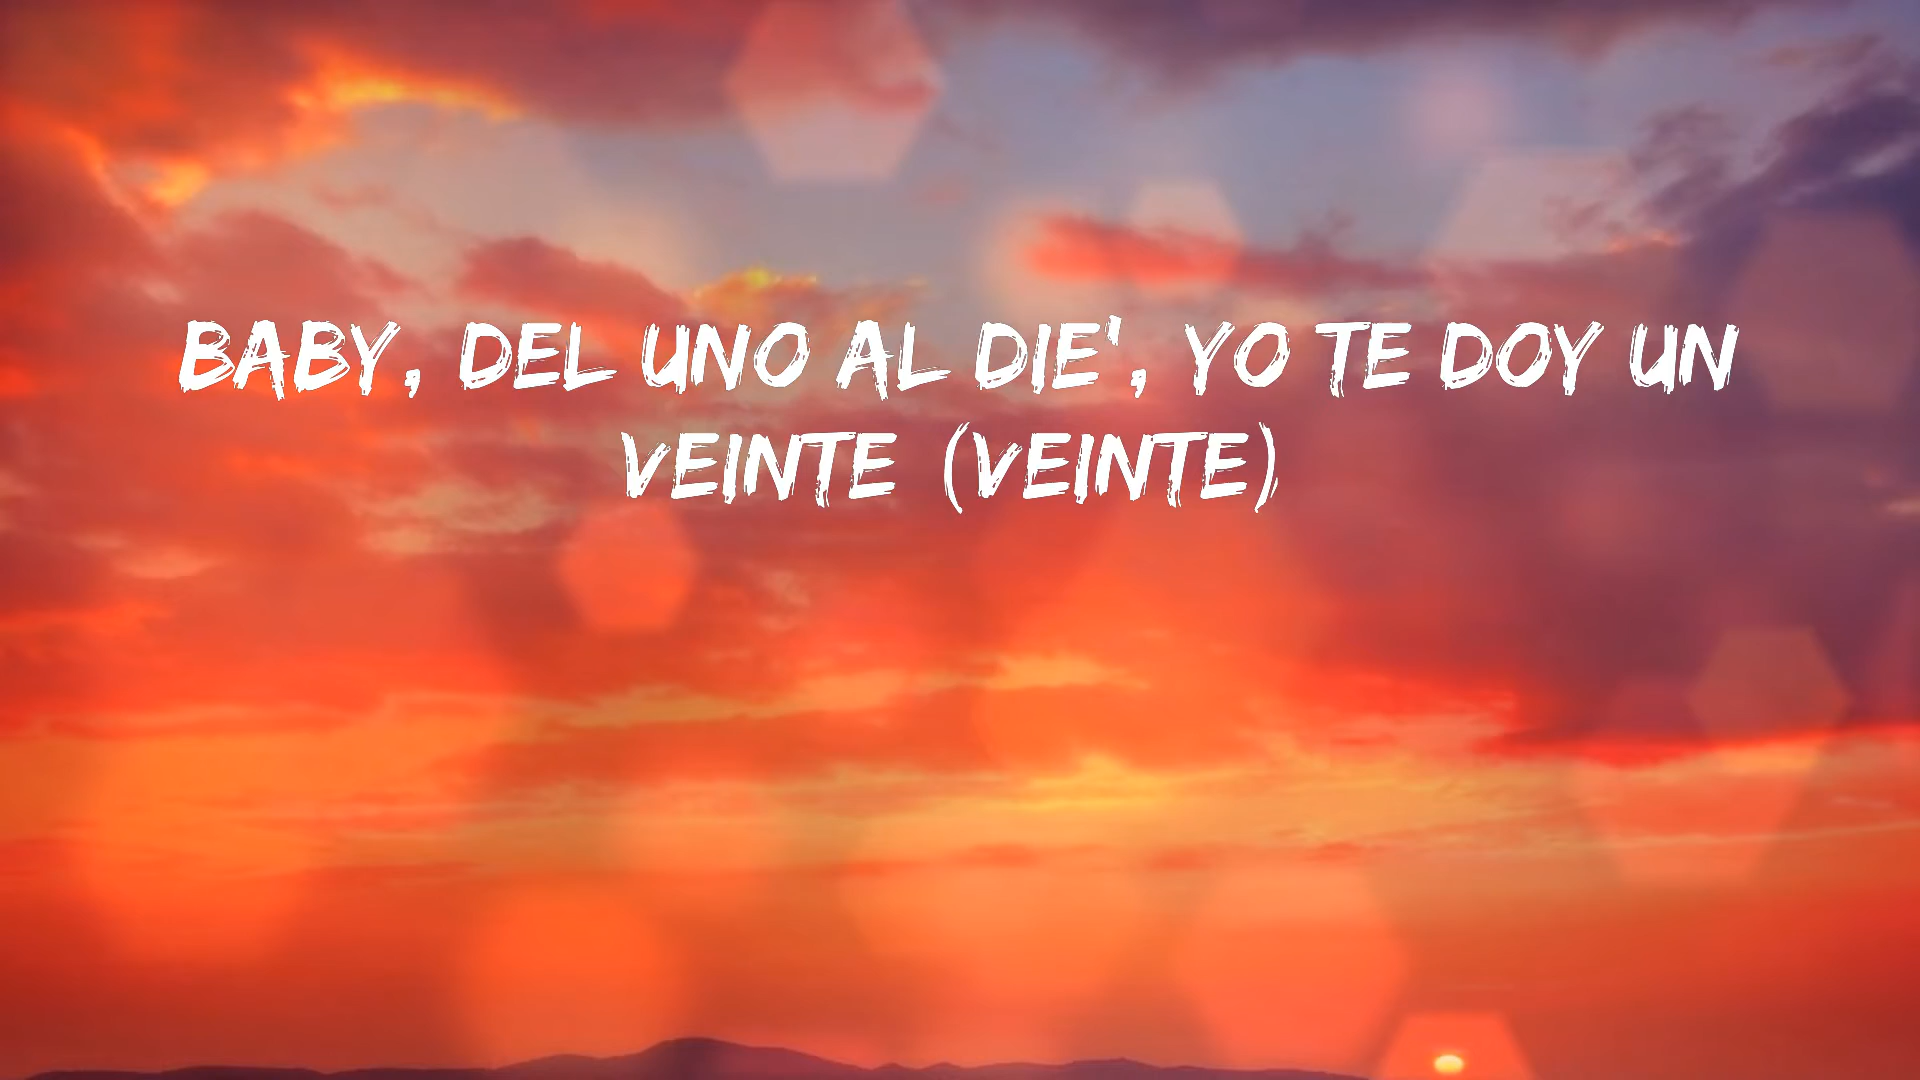 BABY, DEL UNO AL DIE', YO TE DOY UN
VEINTE (VEINTE)